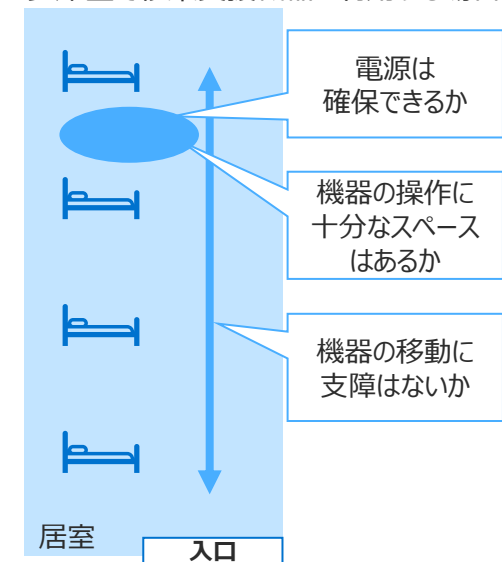 電源は
確保できるか
機器の操作に
十分なスペース
はあるか
機器の移動に
支障はないか
居室
入口